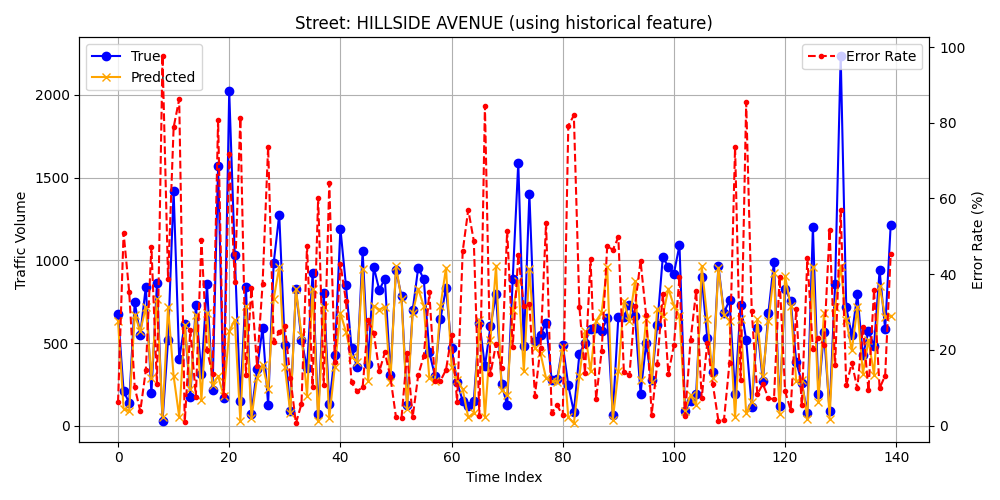 Street: HILLSIDE AVENUE (using historical feature)
True
Predicted
Error Rate
Traffic Volume
0
500
1000
1500
2000
0
20
40
60
80
100
120
140
Time Index
0
20
40
60
80
100
Error Rate (%)